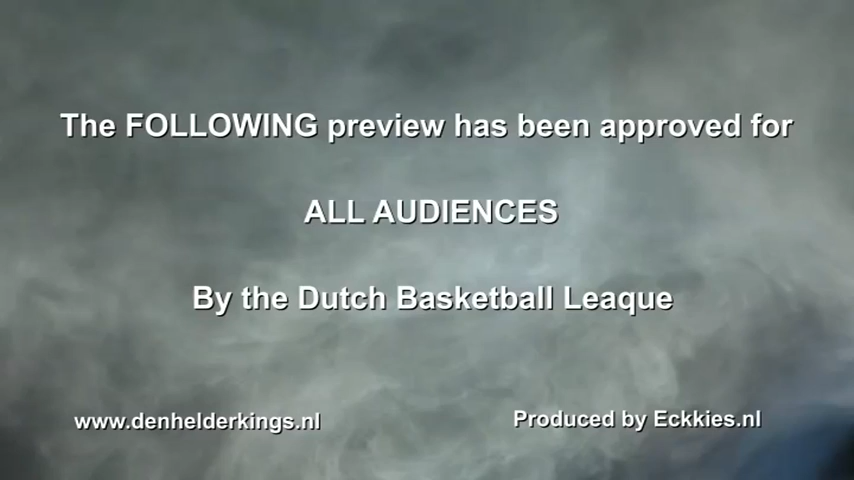 The FOLLOWING preview has been approved for
ALL AUDIENCES
By the Dutch Basketball Leaque
www.denhelderkings.nl
Produced by Eckkies.nl